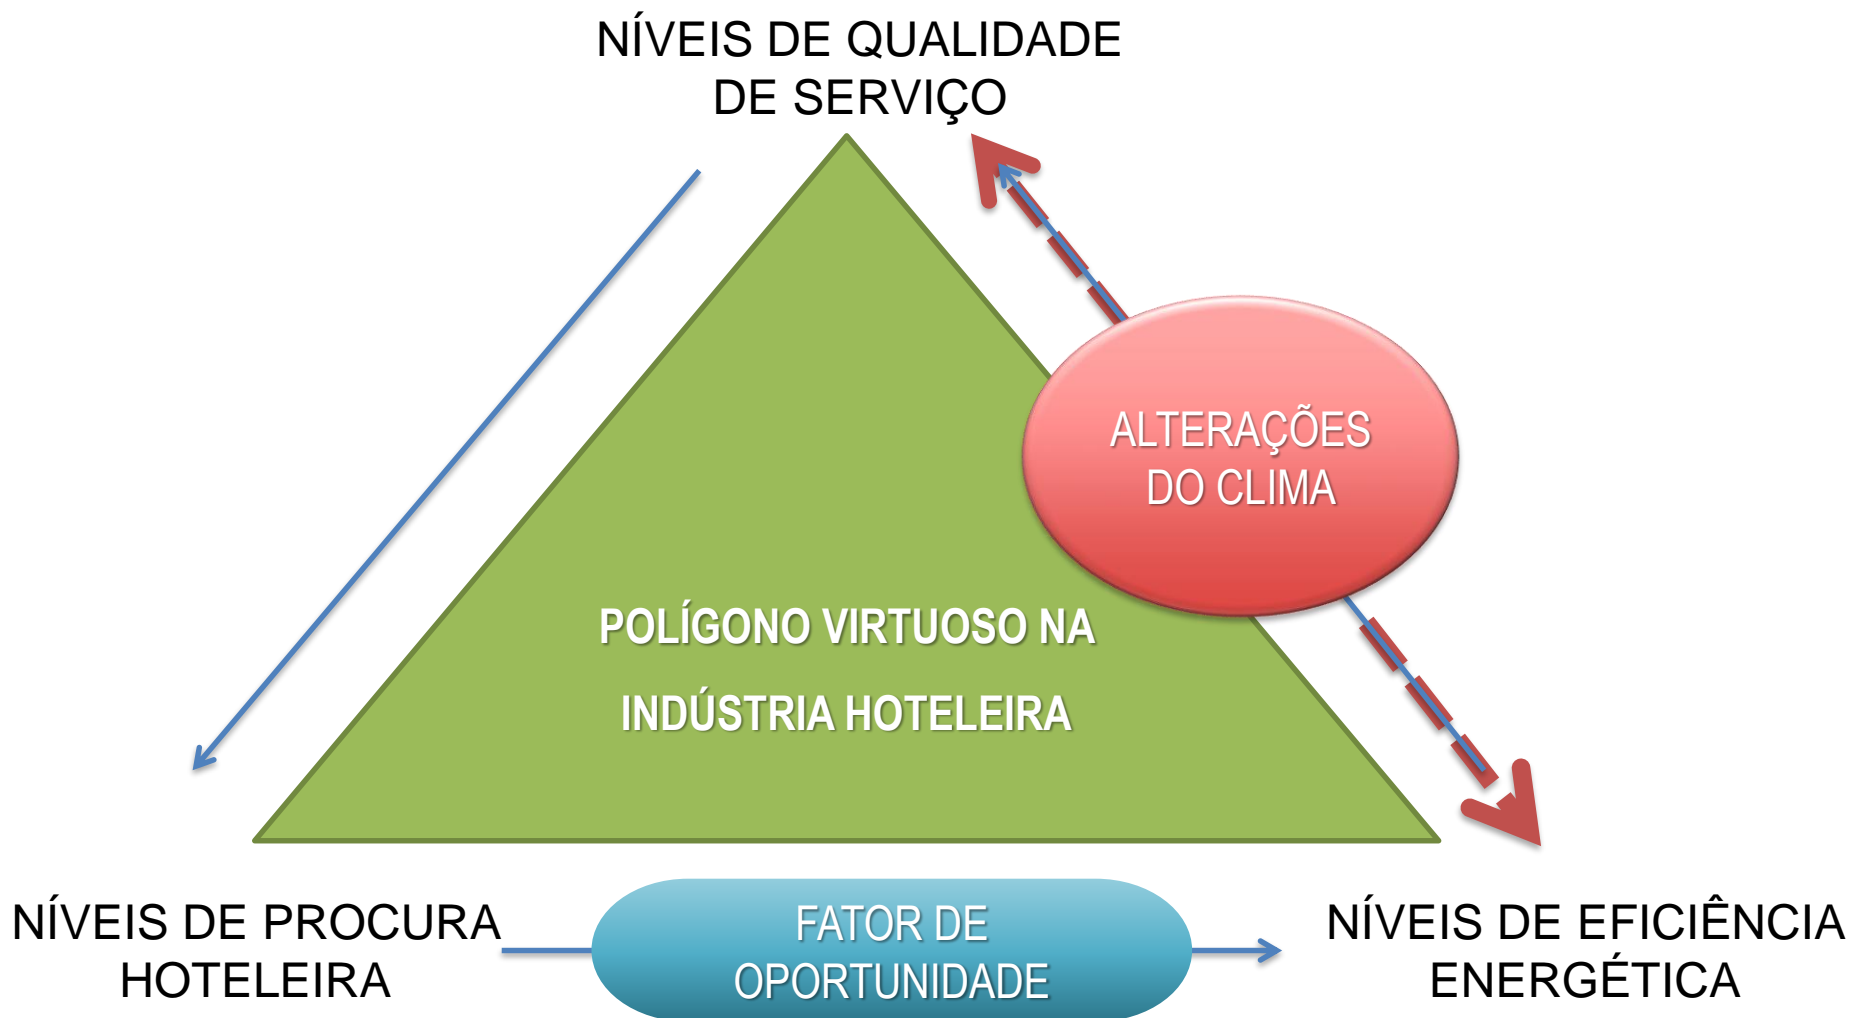 NÍVEIS DE QUALIDADE
DE SERVIÇO
ALTERAÇÕES
DO CLIMA
POLÍGONO VIRTUOSO NA
INDÚSTRIA HOTELEIRA
NÍVEIS DE PROCURA
HOTELEIRA
FATOR DE
OPORTUNIDADE
NÍVEIS DE EFICIÊNCIA
ENERGÉTICA